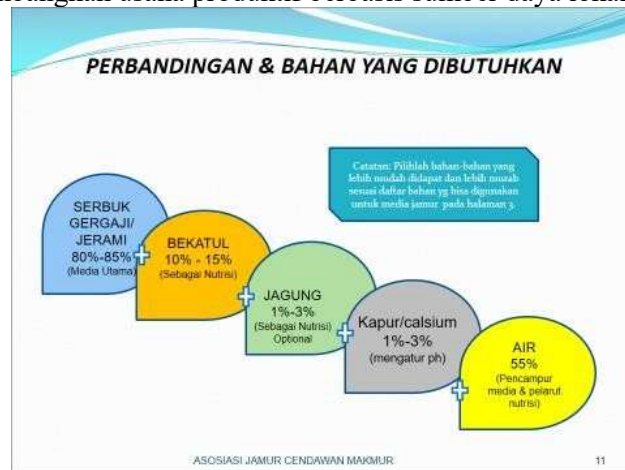 PERBANDINGAN & BAHAN YANG DIBUTUHKAN
Catatan: Pilihlah bahan-bahan yang
lebih mudah didapat dan lebih murah
sesuai daftar bahan yg bisa digunakan
untuk media jamur pada halaman 3.
SERBUK
GERGAJI/
JERAMI
80%-85%
(Media Utama)
BEKATUL
10% - 15%
(Sebagai Nutrisi)
JAGUNG
1%-3%
(Sebagai Nutrisi)
Optional
Kapur/calsium
1%-3%
(mengatur ph)
AIR
55%
(Pencampur
media & pelarut
nutrisi)
ASOSIASI JAMUR CENDAWAN MAKMUR
11